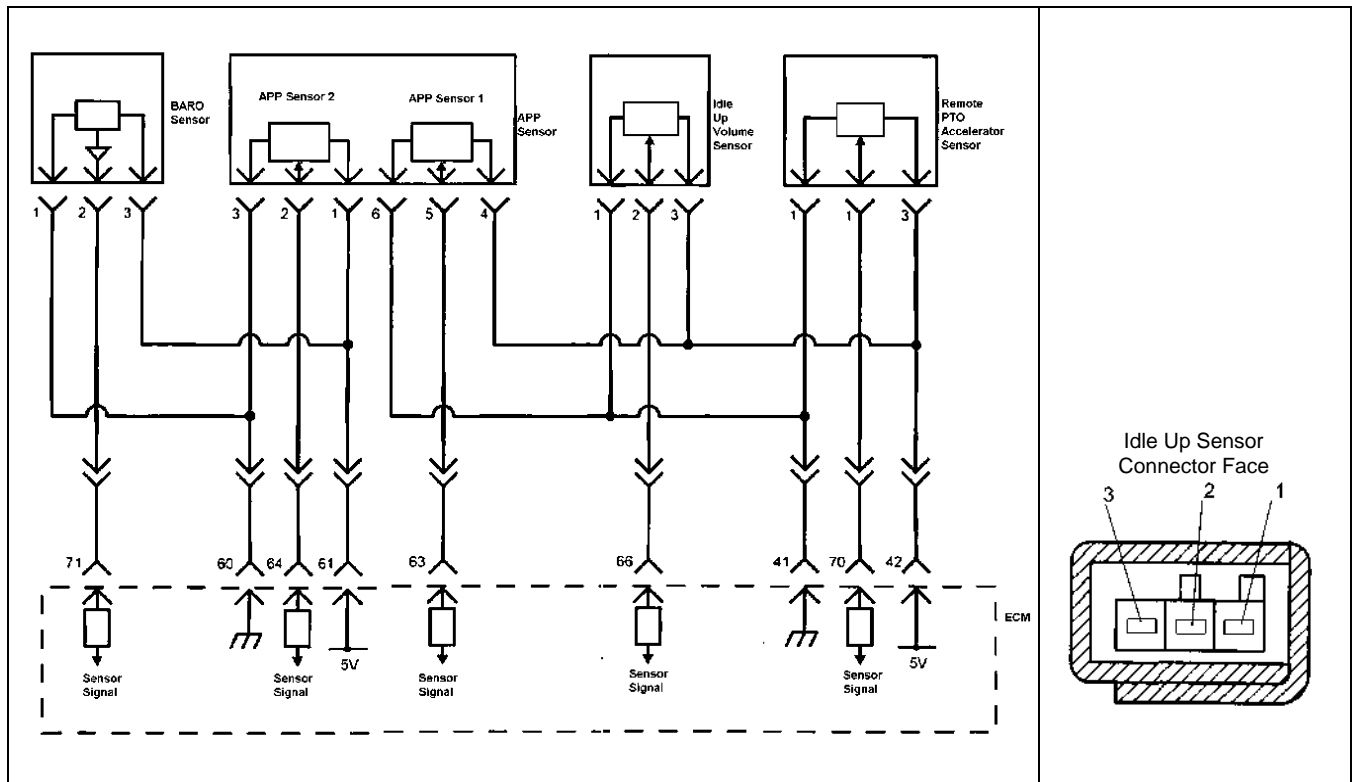 BARO
Sensor
APP Sensor 2
APP Sensor 1
APP
Sensor
Idle
Up
Volume
Sensor
Remote
PTO
Accelerator
Sensor
1 2 3 3 2 1 6 5 4 1 2 3 1 1 3
71 60 64 61 63 66 41 70 42
ECM
5V
5V
Sensor
Signal
Sensor
Signal
Sensor
Signal
Sensor
Signal
Sensor
Signal
Idle Up Sensor
Connector Face
3 2 1